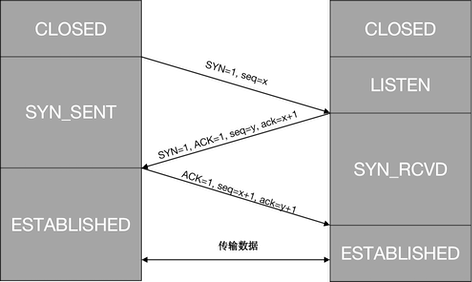 CLOSED
CLOSED
SYN=1, seq=x
LISTEN
SYN_SENT
SYN=1, ACK=1, seq=y, ack=x+1
SYN_RCVD
ACK=1, seq=x+1, ack=y+1
ESTABLISHED
传输数据
ESTABLISHED